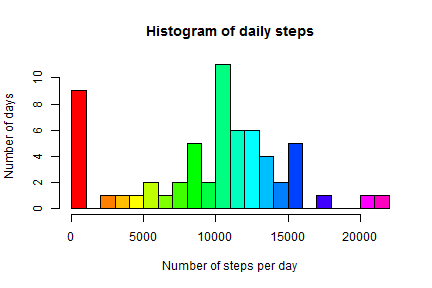 Histogram of daily steps
Number of days
10
8
6
4
2
0
0 5000 10000 15000 20000
Number of steps per day